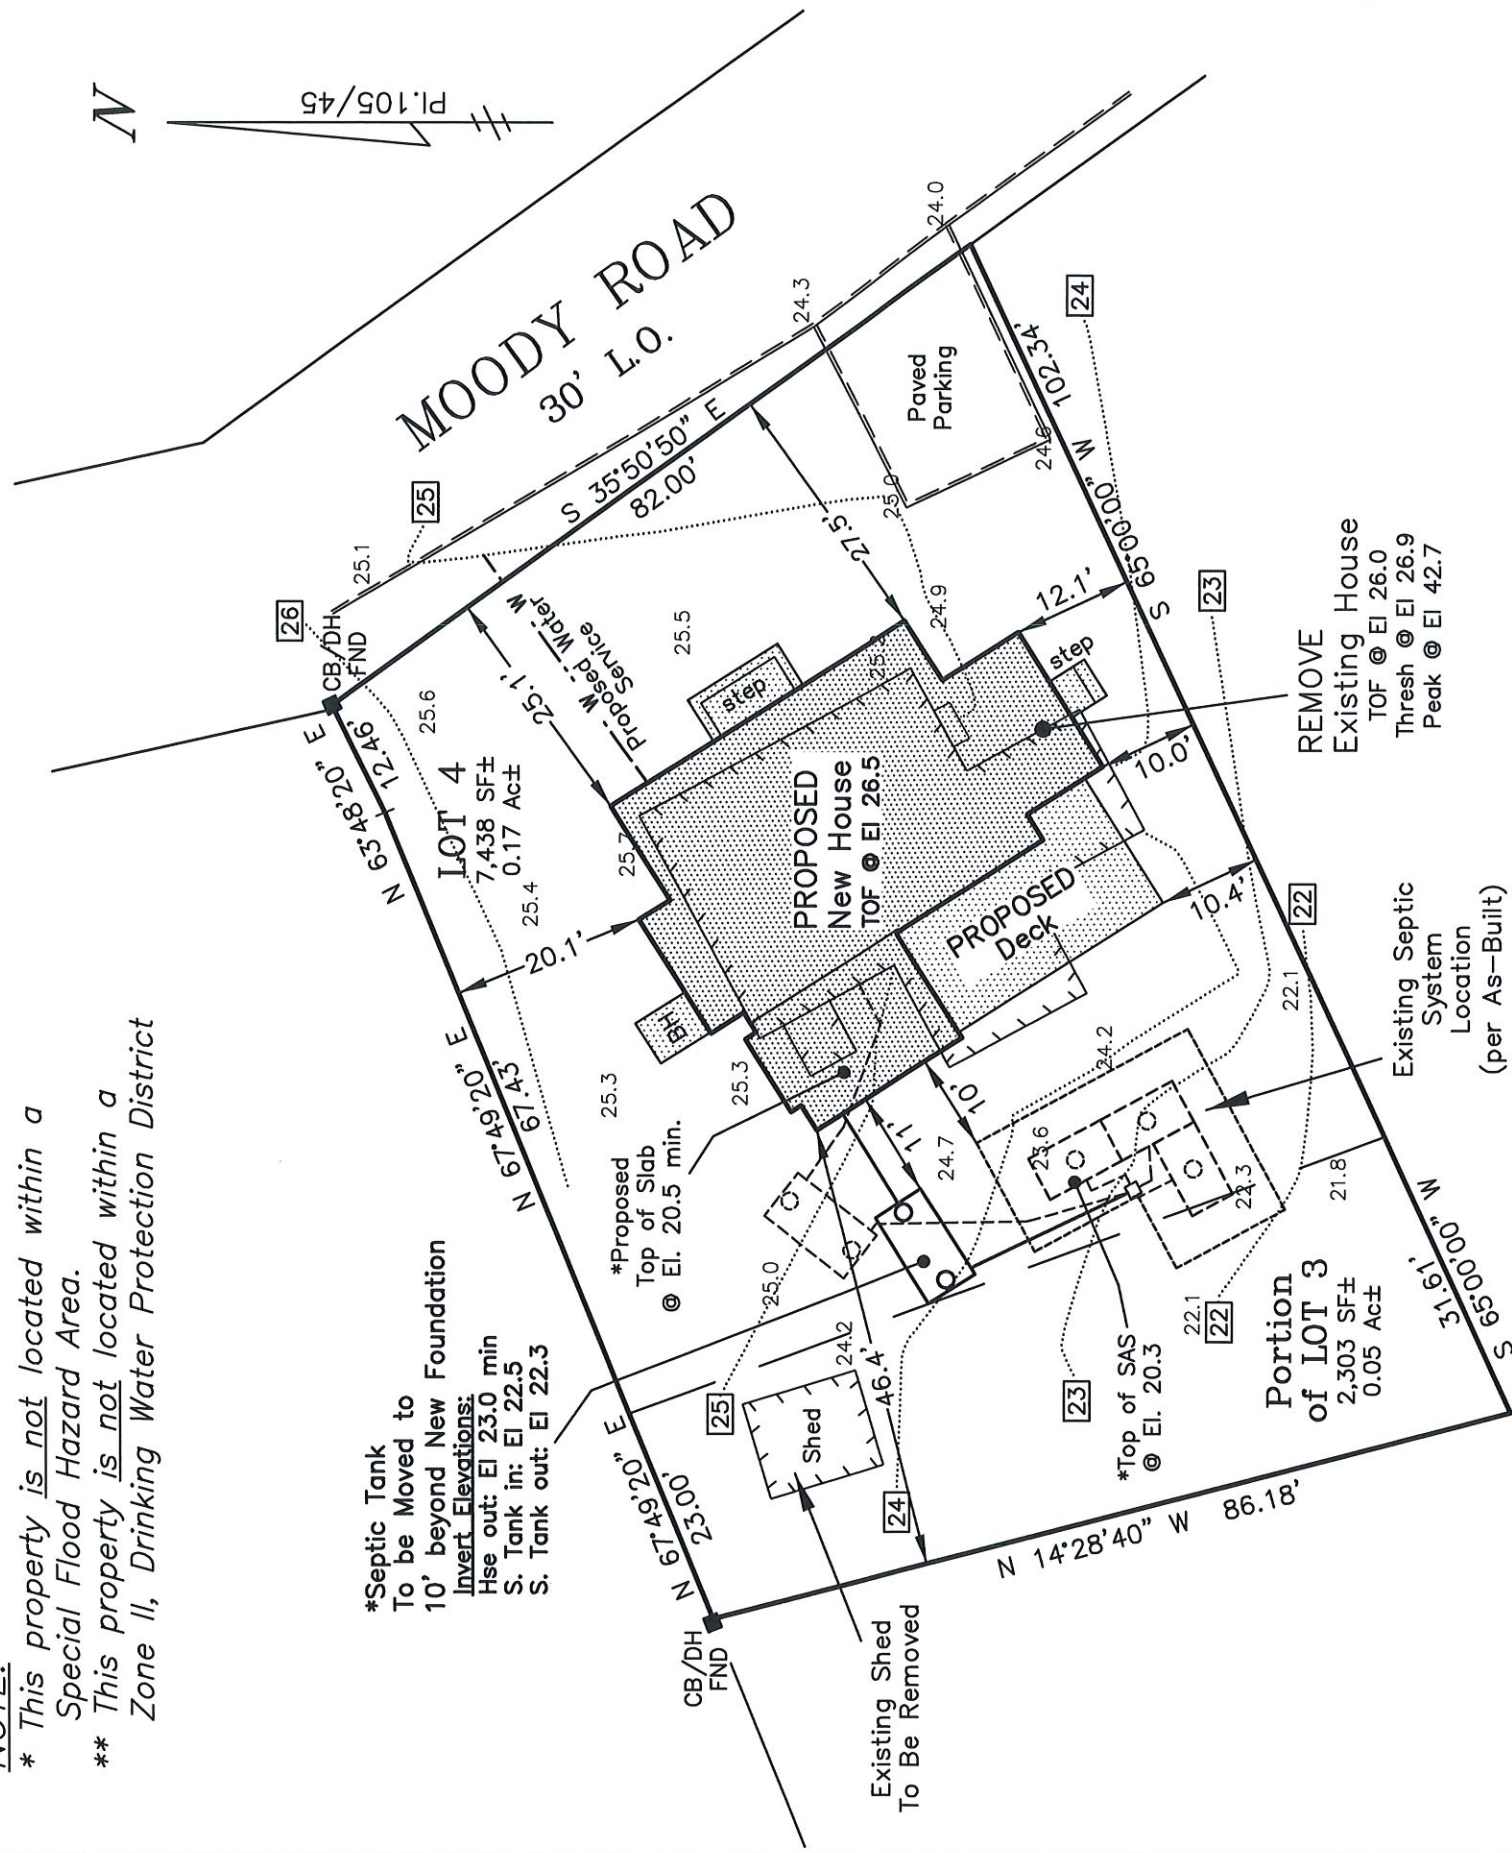 * This property is not located within a
Special Flood Hazard Area.
** This property is not located within a
Zone II, Drinking Water Protection District
N
Pl.105/45
MOODY ROAD
30' L.O.
26
CB/DH
FND
25.1
25
S 35°50'50" E
82.00'
24.3
24.0
N 63°48'20" E
12.46'
25.6
LOT 4
7,438 SF±
0.17 Ac±
25.1'
W
W
Proposed Water
Service
25.5
step
27.5'
25.0
Paved
Parking
24.6
102.34'
24
S 65°00'00" W
24.9
12.1'
step
23
REMOVE
Existing House
TOF @ El 26.0
Thresh @ El 26.9
Peak @ El 42.7
10.0'
PROPOSED
New House
TOF @ El 26.5
25.7
25.4
20.1'
N 67°49'20" E
67.43'
BH
25.3
25.3
PROPOSED
Deck
10.4'
22
22.1
Existing Septic
System
Location
(per As-Built)
*Proposed
Top of Slab
@ El. 20.5 min.
10'
11'
24.2
24.7
23.6
22.3
21.8
*Septic Tank
To be Moved to
10' beyond New Foundation
Invert Elevations:
Hse out: El 23.0 min
S. Tank in: El 22.5
S. Tank out: El 22.3
25.0
24.2
25
46.4'
Shed
24
23
*Top of SAS
@ El. 20.3
22.1
22
Portion
of LOT 3
2,303 SF±
0.05 Ac±
31.61'
S 65°00'00" W
N 67°49'20" E
23.00'
CB/DH
FND
N 14°28'40" W 86.18'
Existing Shed
To Be Removed